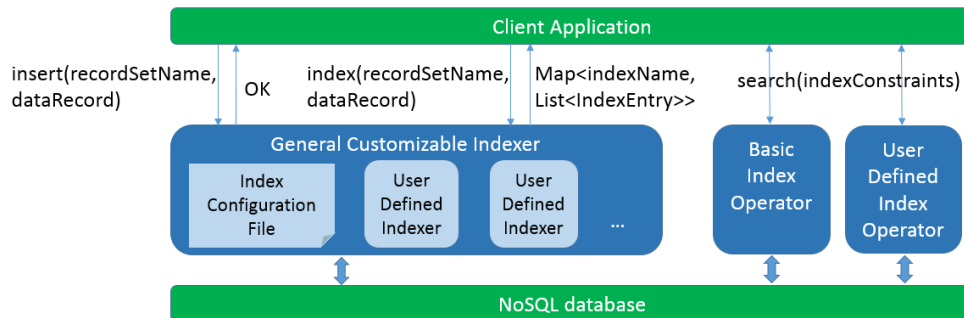 Client Application
insert(recordSetName,
dataRecord)
OK
index(recordSetName,
dataRecord)
Map<indexName,
List<IndexEntry>>
search(indexConstraints)
General Customizable Indexer
Index
Configuration
File
User
Defined
Indexer
User
Defined
Indexer
...
Basic
Index
Operator
User
Defined
Index
Operator
NoSQL database